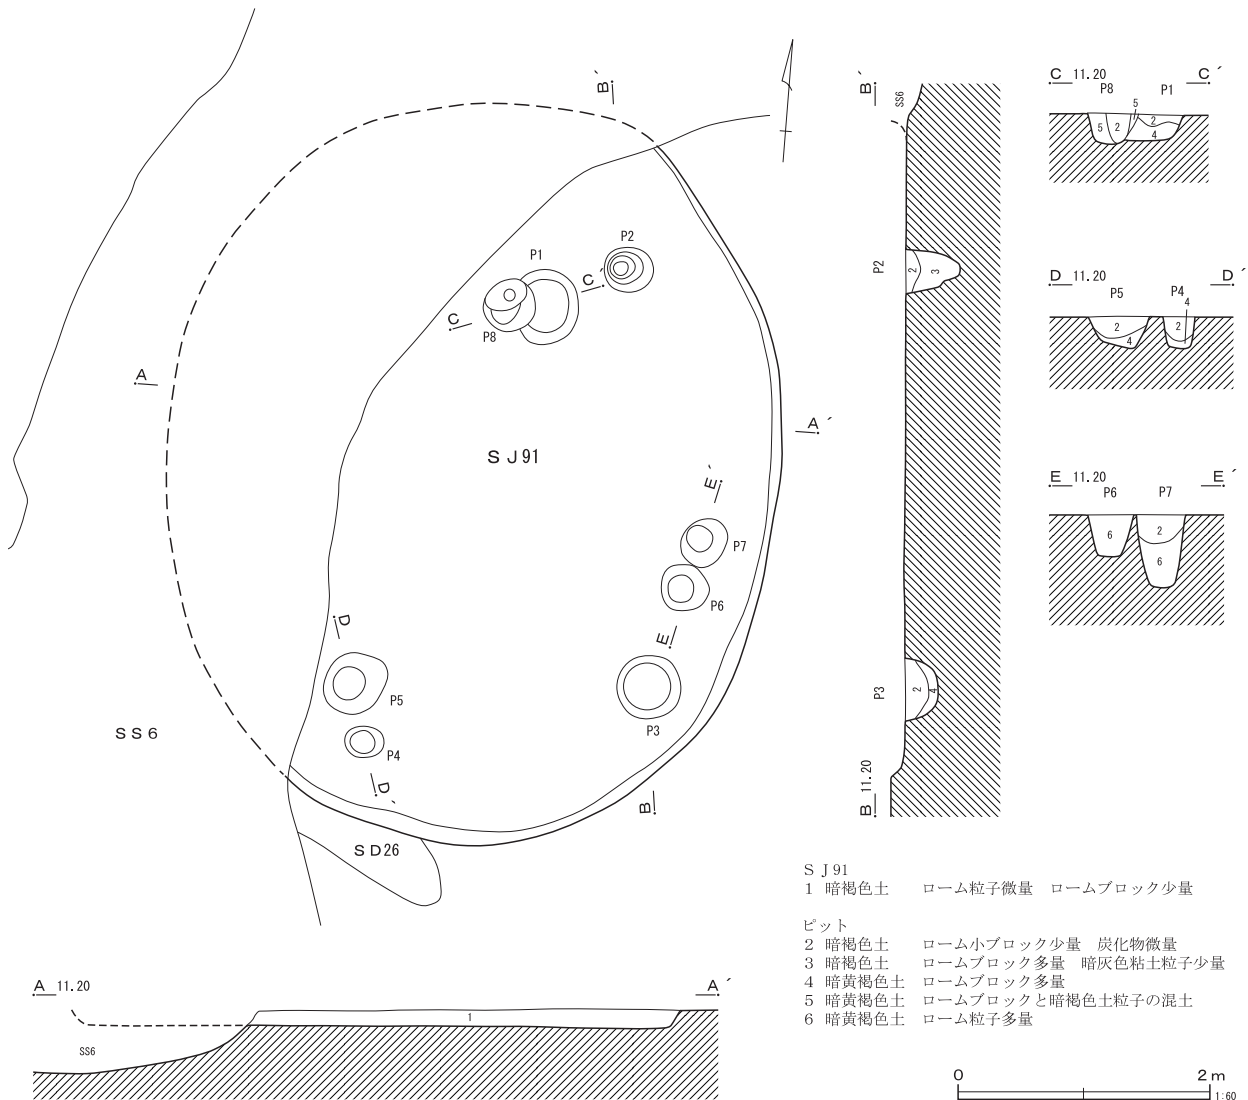 B´
P1
P2
C´
C
P8
A
A´
SJ91
E´
P7
P6
E
D
P5
P3
P4
D´
B
SS6
SD26
A 11.20
A´
1
SS6
B´
SS6
P2
2
3
P3
2
4
B 11.20
C 11.20
C´
P8
P1
5
5
2
2
4
D 11.20
D´
P5
P4
4
2
4
2
E 11.20
E´
P6
P7
6
2
6
SJ91
1 暗褐色土 ローム粒子微量 ロームブロック少量
ピット
2 暗褐色土 ローム小ブロック少量 炭化物微量
3 暗褐色土 ロームブロック多量 暗灰色粘土粒子少量
4 暗黄褐色土 ロームブロック多量
5 暗黄褐色土 ロームブロックと暗褐色土粒子の混土
6 暗黄褐色土 ローム粒子多量
0 2m
1:60